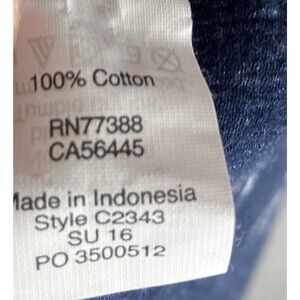 100% Cotton
RN77388
CA56445
Made in Indonesia
Style C2343
SU 16
PO 3500512